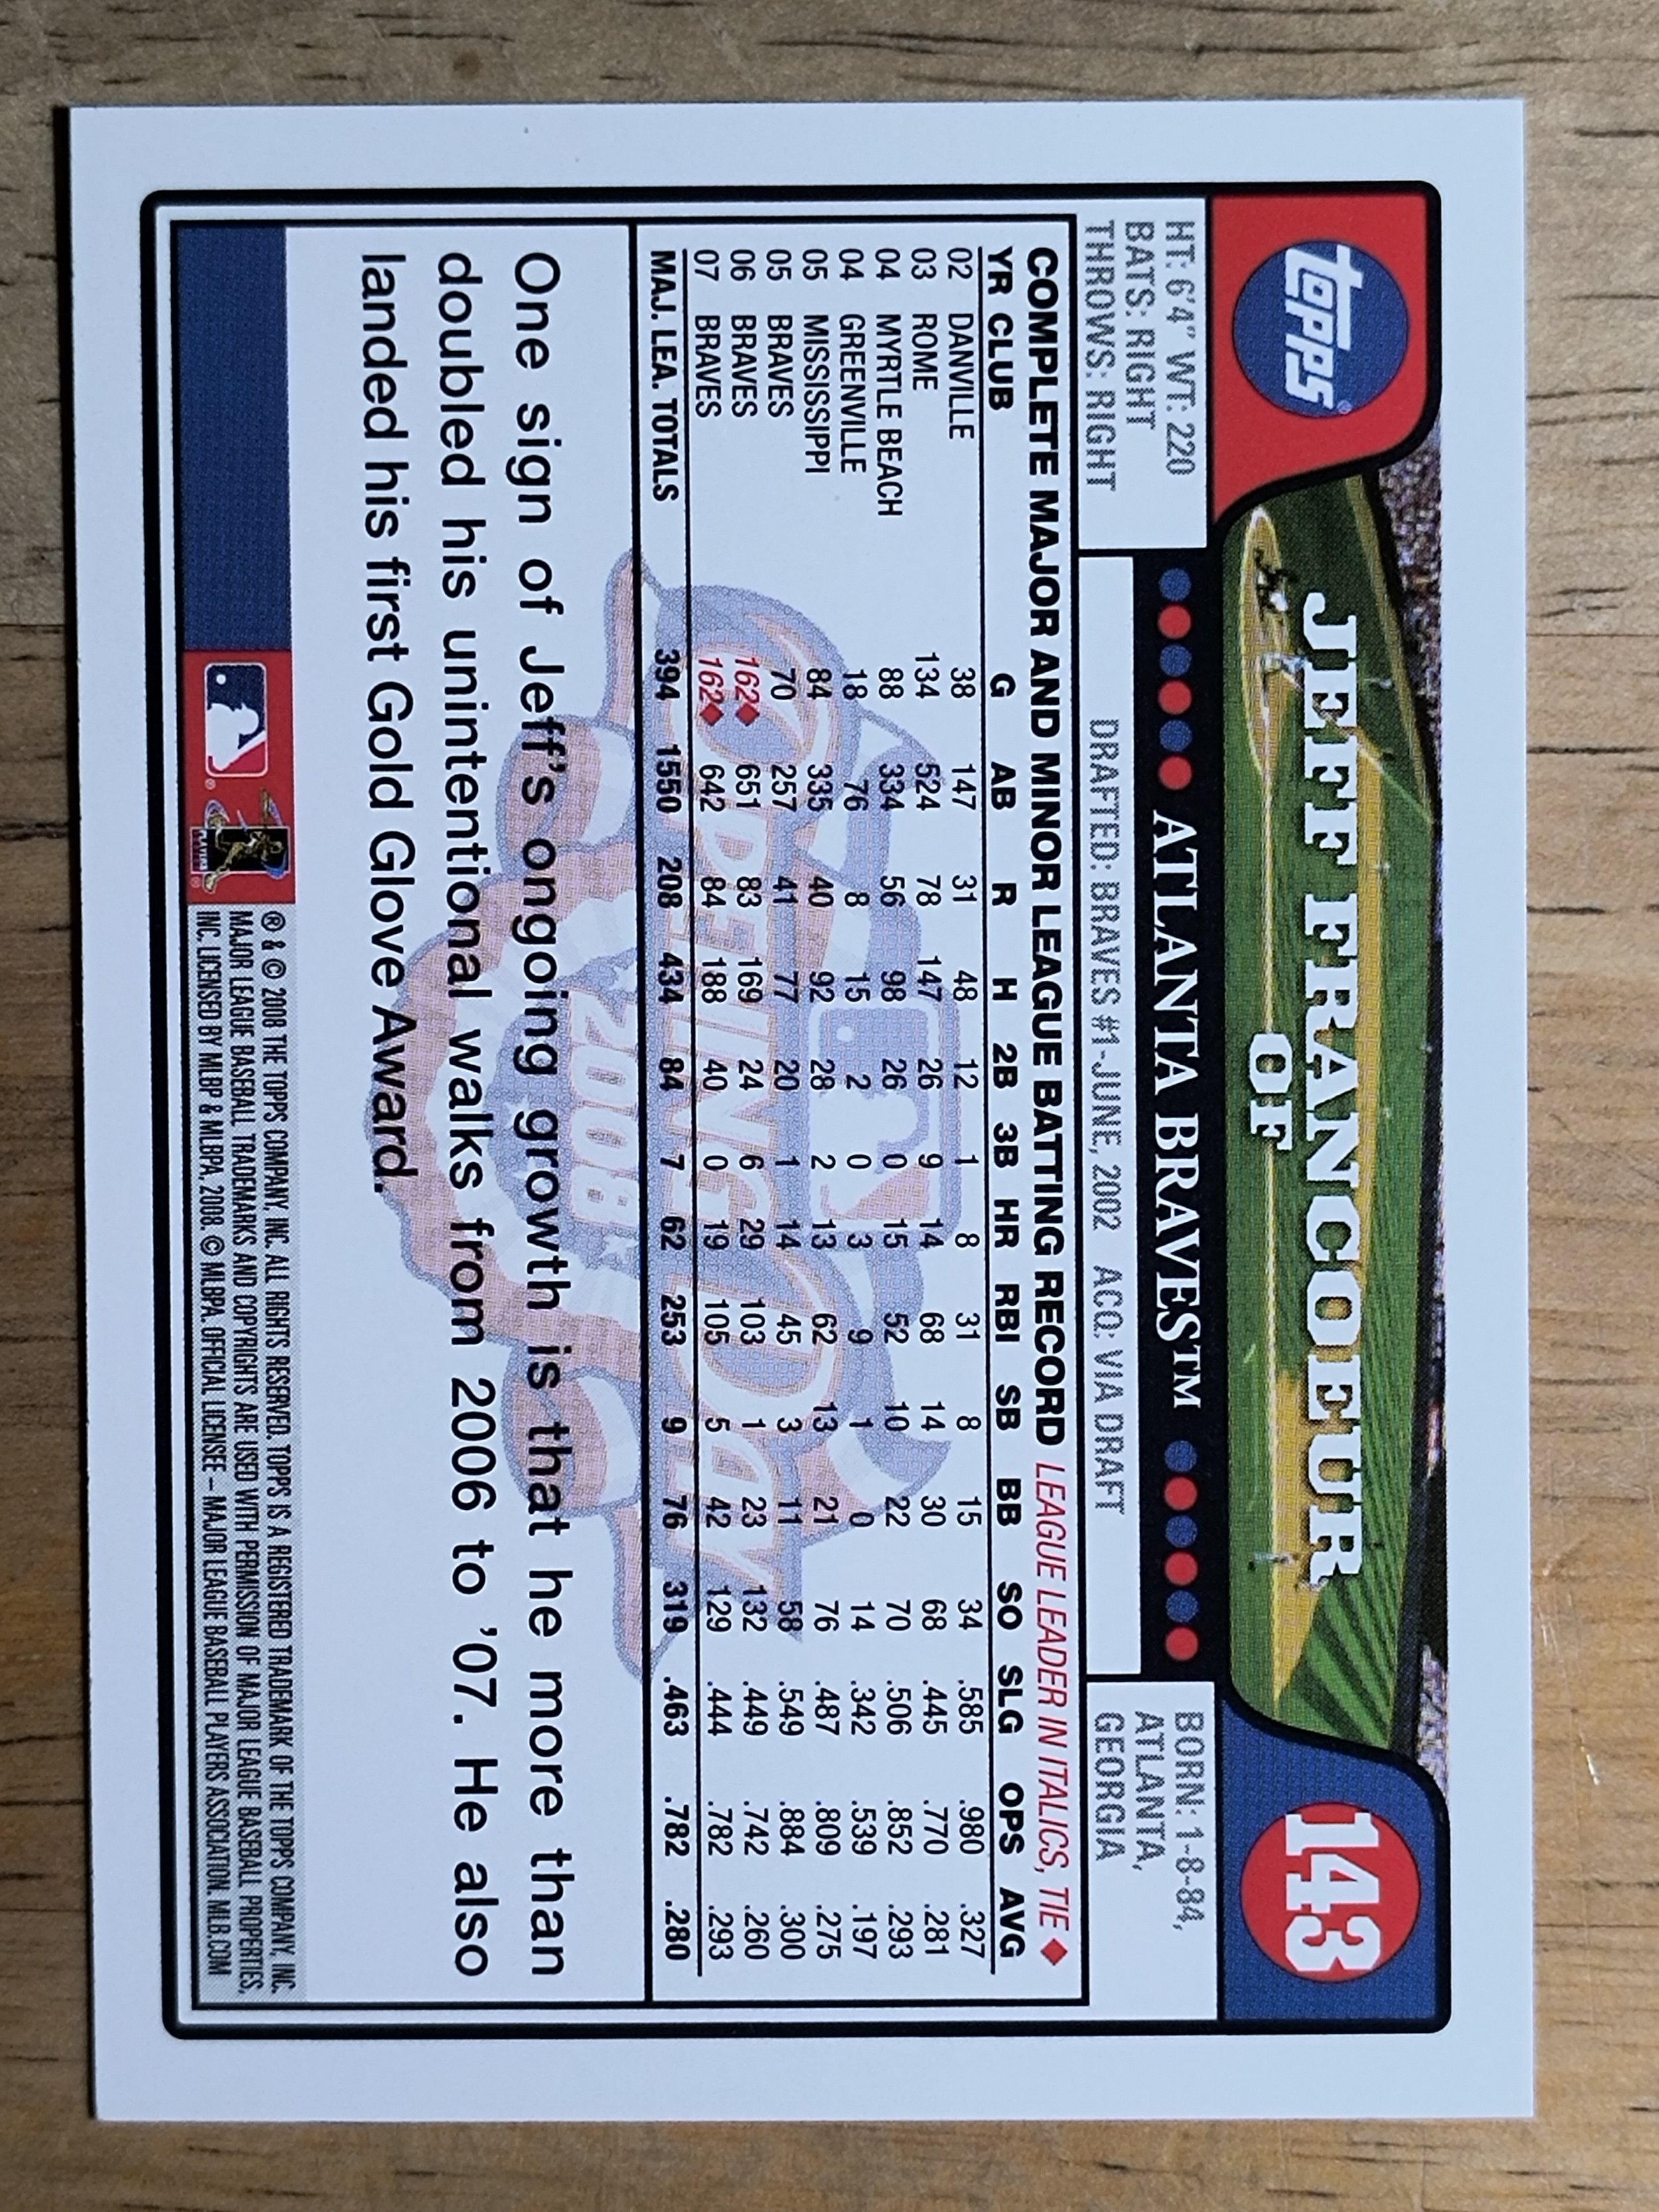 topps®
JEFF FRANCOEUR
OF
143
HT: 6'4" WT: 220
BATS: RIGHT
THROWS: RIGHT
ATLANTA BRAVES™
DRAFTED: BRAVES #1-JUNE, 2002 ACQ: VIA DRAFT
BORN: 1-8-84,
ATLANTA,
GEORGIA
COMPLETE MAJOR AND MINOR LEAGUE BATTING RECORD LEAGUE LEADER IN ITALICS, TIE ♦
YR CLUB G AB R H 2B 3B HR RBI SB BB SO SLG OPS AVG
02 DANVILLE 38 147 31 48 12 1 8 31 8 15 34 .585 .980 .327
03 ROME 134 524 78 147 26 9 14 68 14 30 68 .445 .770 .281
04 MYRTLE BEACH 88 334 56 98 26 0 15 52 10 22 70 .506 .852 .293
04 GREENVILLE 18 76 8 15 2 0 3 9 1 0 14 .342 .539 .197
05 MISSISSIPPI 84 335 40 92 28 2 13 62 13 21 76 .487 .809 .275
05 BRAVES 70 257 41 77 20 1 14 45 3 11 58 .549 .884 .300
06 BRAVES 162♦ 651 83 169 24 6 29 103 1 23 132 .449 .742 .260
07 BRAVES 162♦ 642 84 188 40 0 19 105 5 42 129 .444 .782 .293
MAJ. LEA. TOTALS 394 1550 208 434 84 7 62 253 9 76 319 .463 .782 .280
OPENING DAY
2008
One sign of Jeff's ongoing growth is that he more than
doubled his unintentional walks from 2006 to '07. He also
landed his first Gold Glove Award.
PLAYERS
® & © 2008 THE TOPPS COMPANY, INC. ALL RIGHTS RESERVED. TOPPS IS A REGISTERED TRADEMARK OF THE TOPPS COMPANY, INC.
MAJOR LEAGUE BASEBALL TRADEMARKS AND COPYRIGHTS ARE USED WITH PERMISSION OF MAJOR LEAGUE BASEBALL PROPERTIES,
INC. LICENSED BY MLBP & MLBPA, 2008. © MLBPA. OFFICIAL LICENSEE – MAJOR LEAGUE BASEBALL PLAYERS ASSOCIATION. MLB.COM